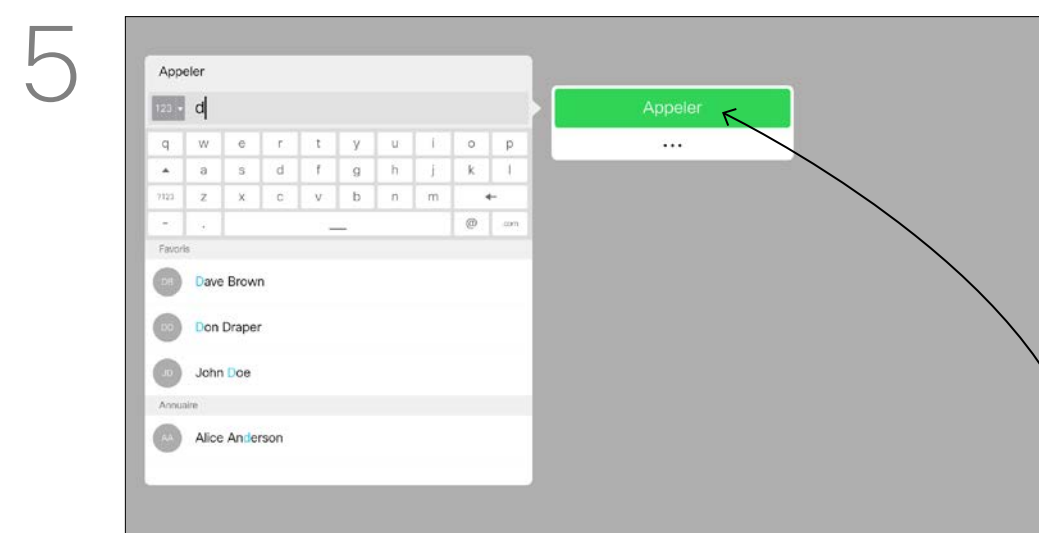 5
Appeler
123 d
Appeler
...
q w e r t y u i o p
a s d f g h j k l
?123 z x c v b n m
- . @ .com
Favoris
DB Dave Brown
DD Don Draper
JD John Doe
Annuaire
AA Alice Anderson